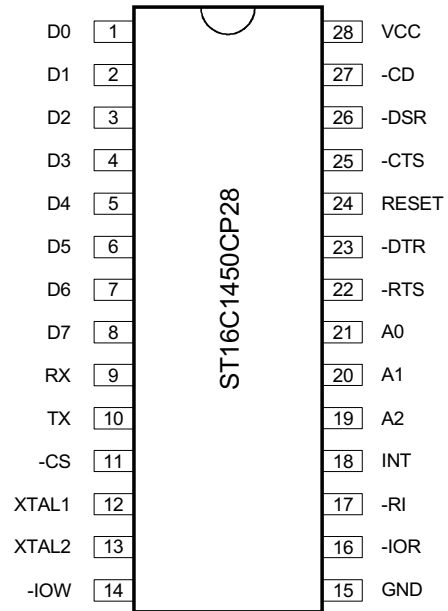 D0 1 28 VCC
D1 2 27 -CD
D2 3 26 -DSR
D3 4 25 -CTS
D4 5 24 RESET
D5 6 23 -DTR
D6 7 22 -RTS
D7 8 21 A0
RX 9 20 A1
TX 10 19 A2
-CS 11 18 INT
XTAL1 12 17 -RI
XTAL2 13 16 -IOR
-IOW 14 15 GND
ST16C1450CP28